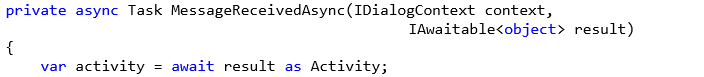 private async Task MessageReceivedAsync(IDialogContext context,
IAwaitable<object> result)
{
var activity = await result as Activity;